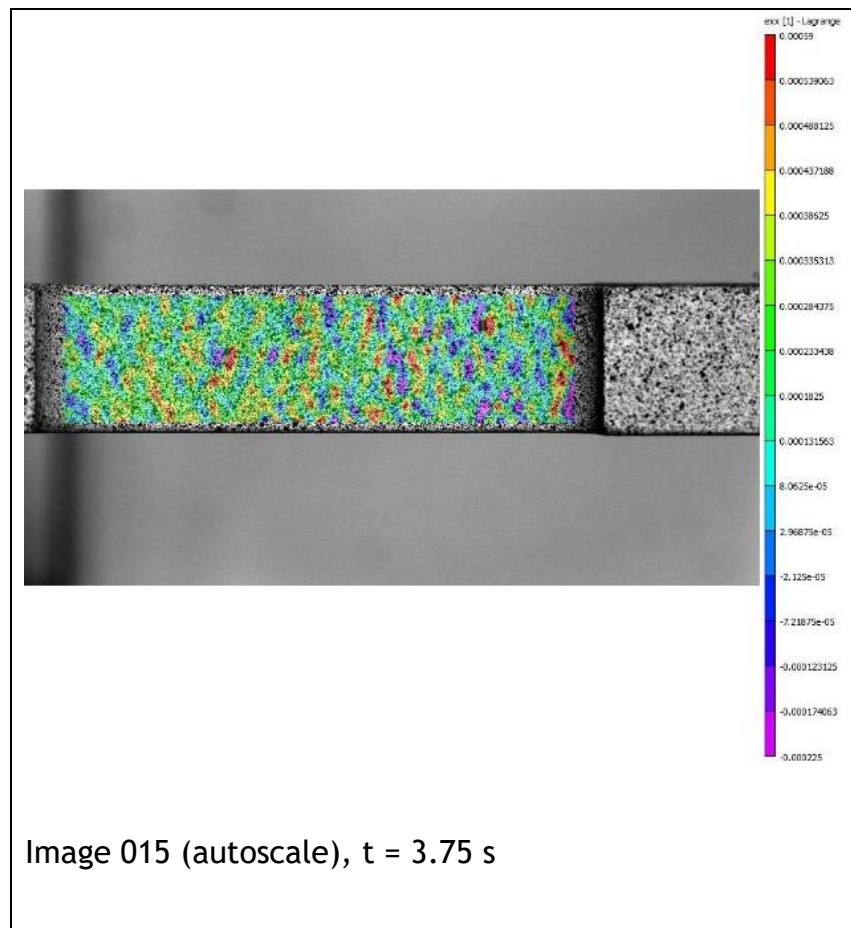 exx [1] - Lagrange
0.00059
0.000539063
0.000488125
0.000437188
0.00038625
0.000335313
0.000284375
0.000233438
0.0001825
0.000131563
8.0625e-05
2.96875e-05
-2.125e-05
-7.21875e-05
-0.000123125
-0.000174063
-0.000225
Image 015 (autoscale), t = 3.75 s